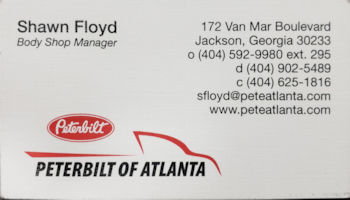 Shawn Floyd
Body Shop Manager
172 Van Mar Boulevard
Jackson, Georgia 30233
o (404) 592-9980 ext. 295
d (404) 902-5489
c (404) 625-1816
sfloyd@peteatlanta.com
www.peteatlanta.com
Peterbilt
PETERBILT OF ATLANTA